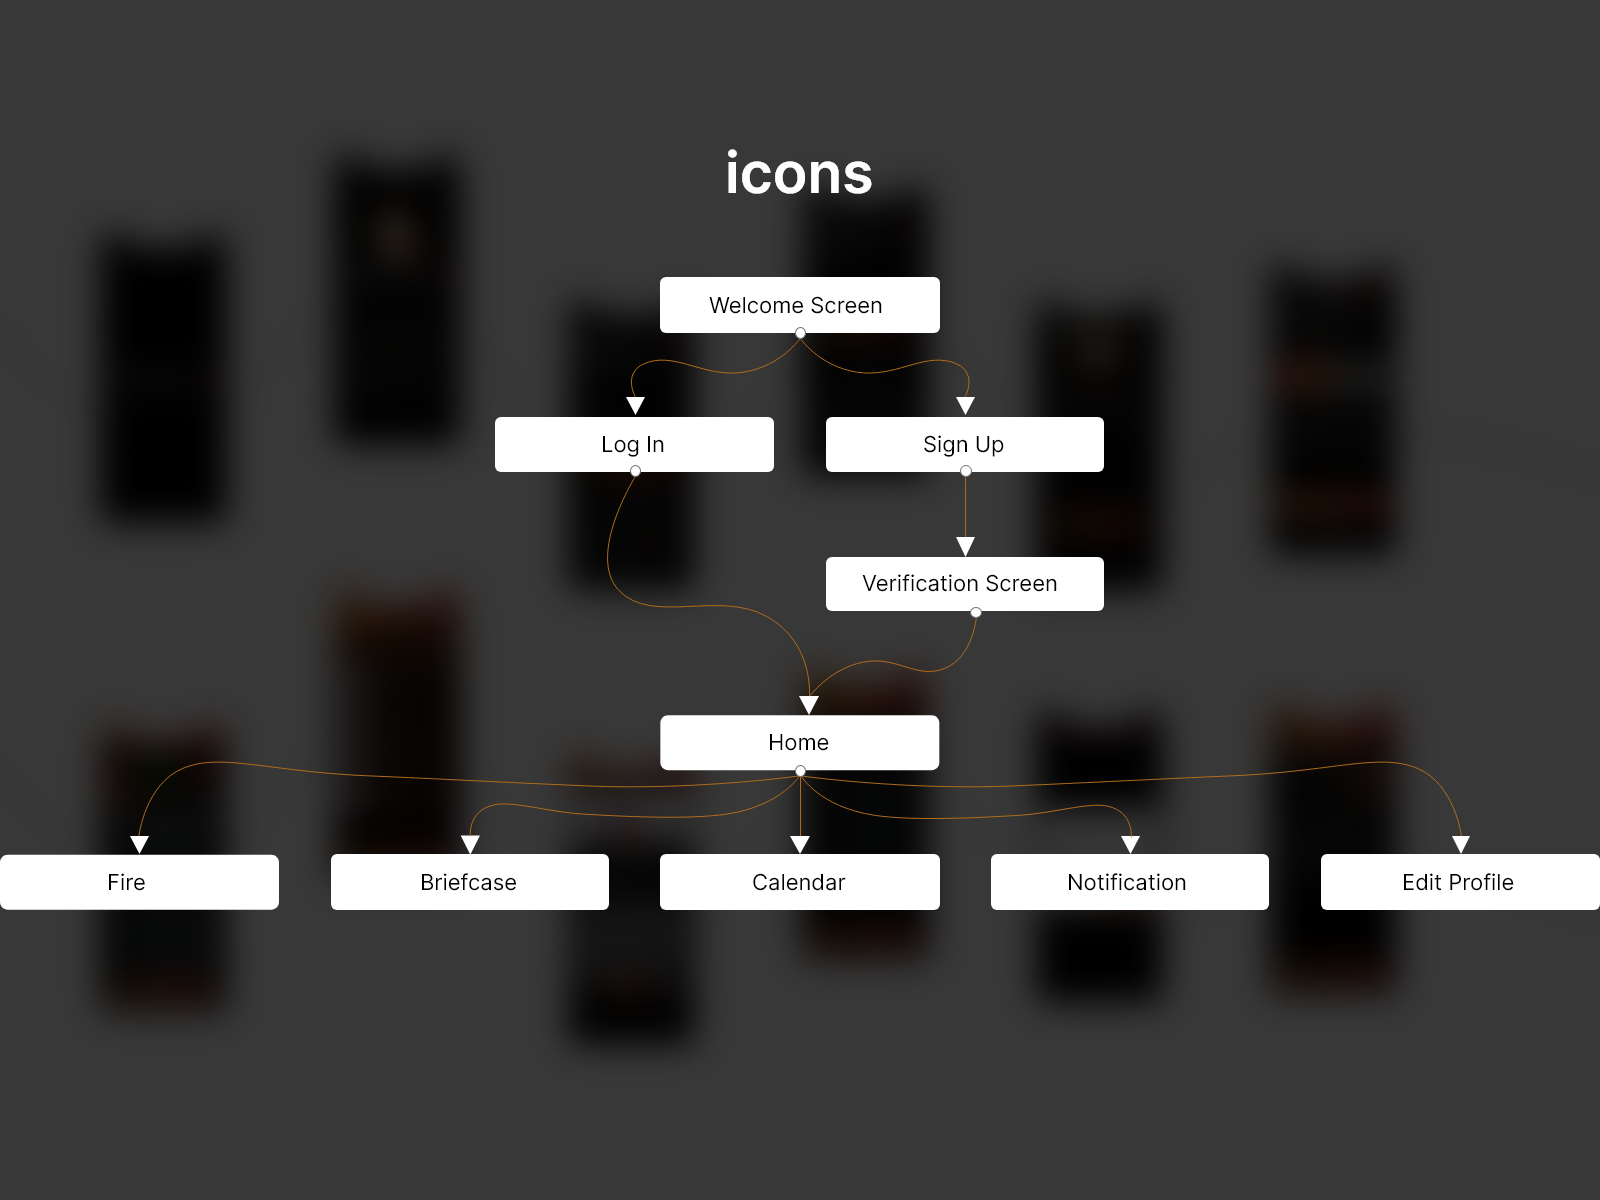 icons
Welcome Screen
Log In
Sign Up
Verification Screen
Home
Fire
Briefcase
Calendar
Notification
Edit Profile